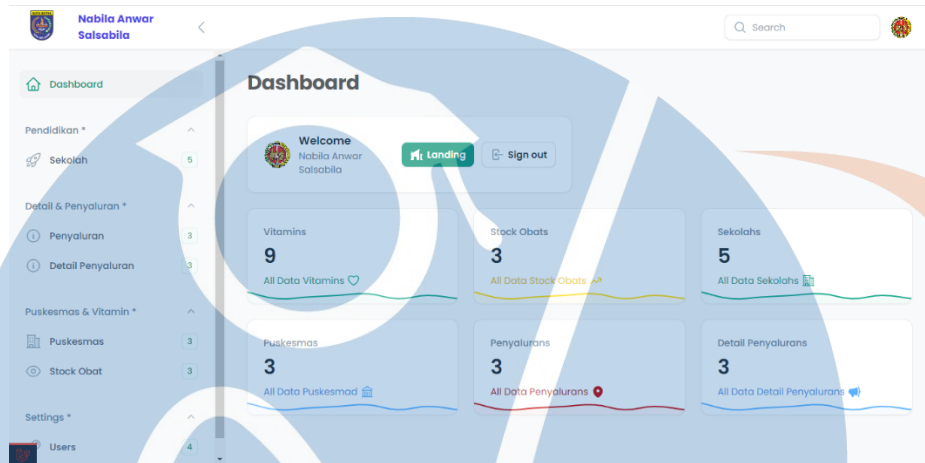 Nabila Anwar
Salsabila
Search
Dashboard
Pendidikan *
Sekolah 5
Detail & Penyaluran *
Penyaluran 3
Detail Penyaluran 3
Puskesmas & Vitamin *
Puskesmas 3
Stock Obat 3
Settings *
Users 4
Dashboard
Welcome
Nabila Anwar
Salsabila
Landing
Sign out
Vitamins
9
All Data Vitamins
Stock Obats
3
All Data Stock Obats
Sekolahs
5
All Data Sekolahs
Puskesmas
3
All Data Puskesmad
Penyalurans
3
All Data Penyalurans
Detail Penyalurans
3
All Data Detail Penyalurans